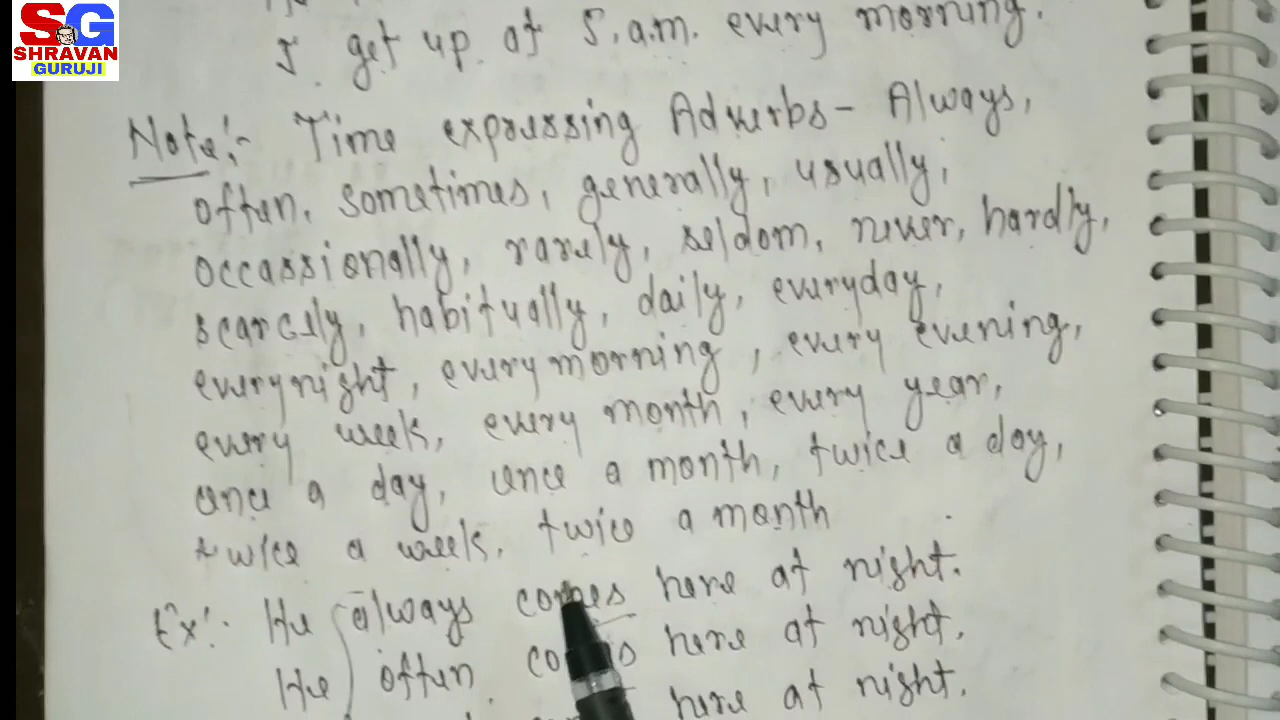 SG
SHRAVAN
GURUJI
I get up at 5.a.m. every morning.
Note:- Time expressing Adverbs - Always,
often, sometimes, generally, usually,
occassionally, rarely, seldom, never, hardly,
scarcely, habitually, daily, everyday,
everynight, everymorning, every evening,
every week, every month, every year,
once a day, once a month, twice a day,
twice a week, twice a month
Ex:- He always comes here at night.
He often comes here at night.
here at night.